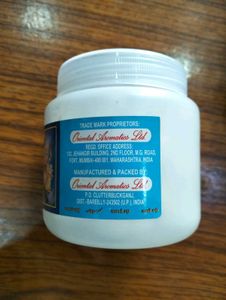 TRADE MARK PROPRIETORS:
Oriental Aromatics Ltd.
REGD. OFFICE ADDRESS:
133, JEHANGIR BUILDING, 2ND FLOOR, M.G. ROAD,
FORT, MUMBAI-400 001, MAHARASHTRA, INDIA
MANUFACTURED & PACKED BY:
Oriental Aromatics Ltd.
P.O. CLUTTERBUCKGANJ,
DIST.-BAREILLY-243502 (U.P.), INDIA